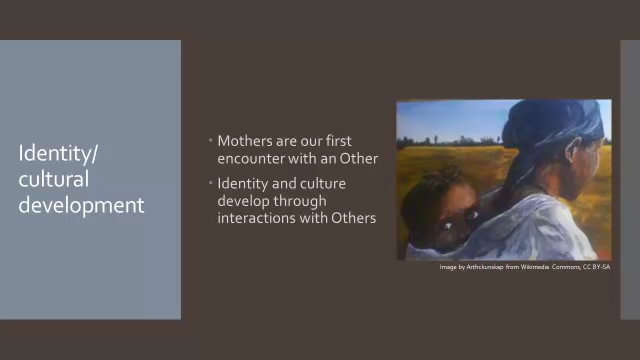 Identity/
cultural
development
• Mothers are our first
encounter with an Other
• Identity and culture
develop through
interactions with Others
Image by Arthckunskap from Wikimedia Commons, CC BY-SA